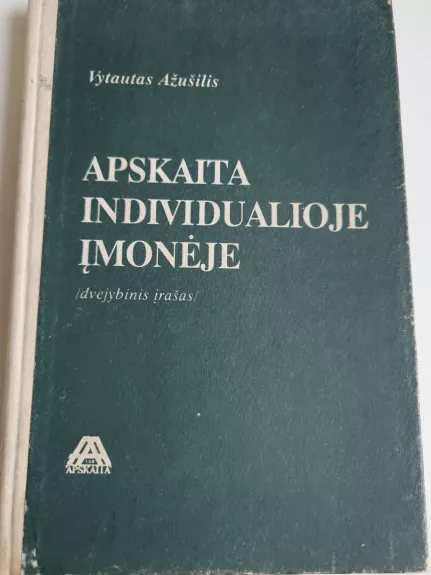 Vytautas Ažušilis
APSKAITA
INDIVIDUALIOJE
ĮMONĖJE
/dvejybinis įrašas/
APSKAITA